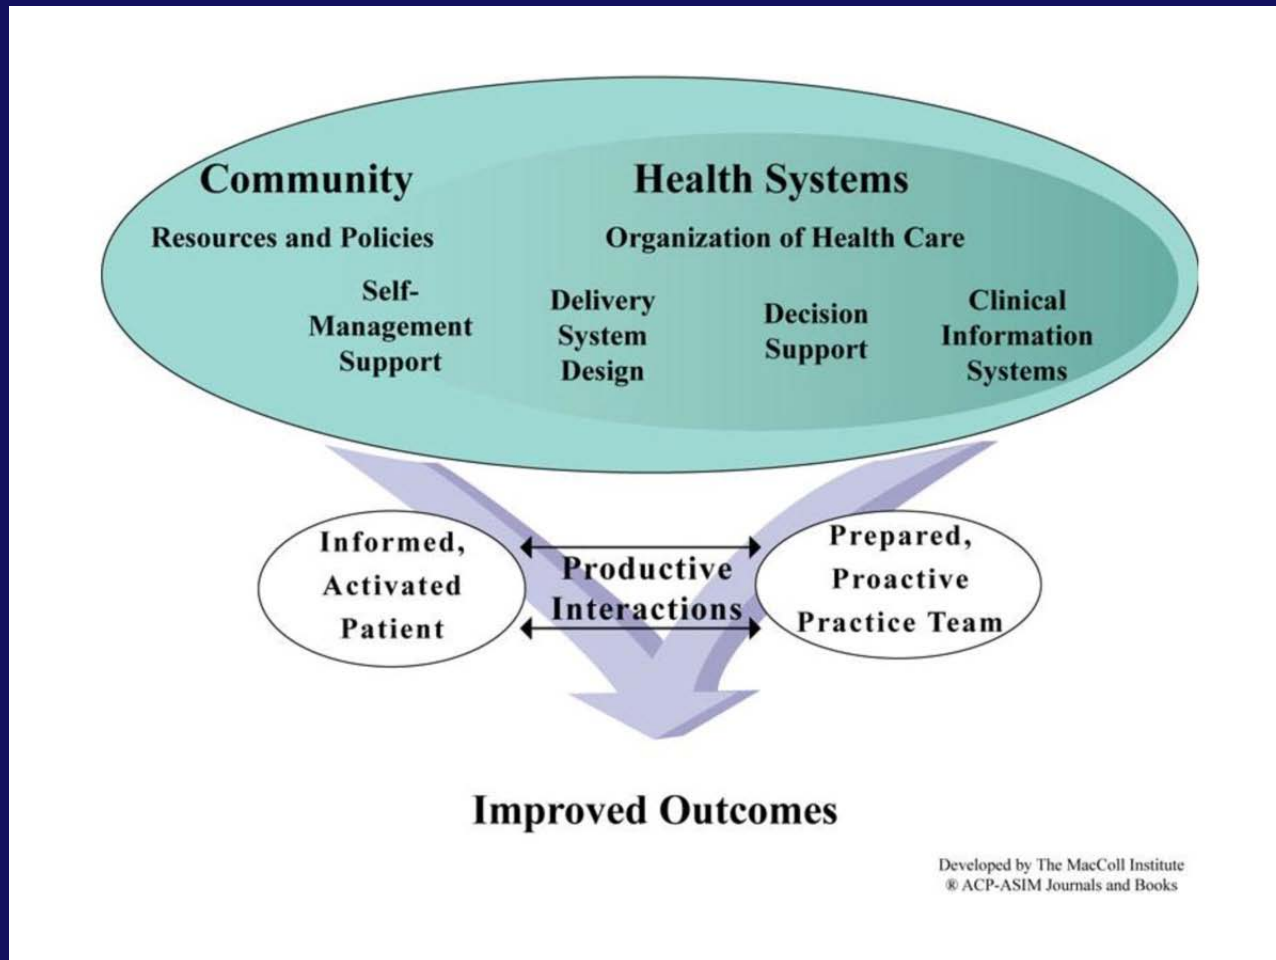 Community
Health Systems
Resources and Policies
Organization of Health Care
Self-
Management
Support
Delivery
System
Design
Decision
Support
Clinical
Information
Systems
Informed,
Activated
Patient
Productive
Interactions
Prepared,
Proactive
Practice Team
Improved Outcomes
Developed by The MacColl Institute
® ACP-ASIM Journals and Books